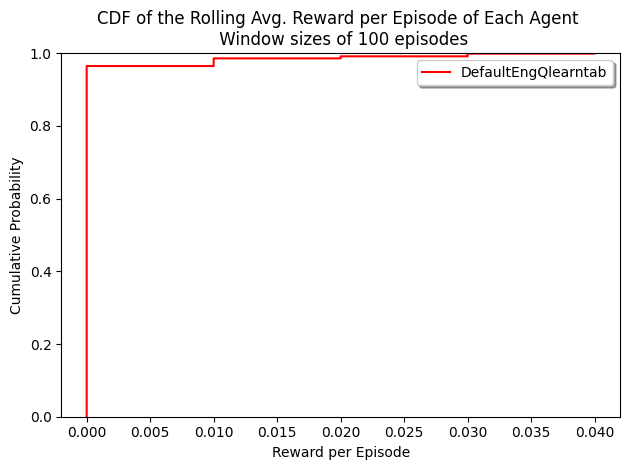 CDF of the Rolling Avg. Reward per Episode of Each Agent
Window sizes of 100 episodes
DefaultEngQlearntab
Cumulative Probability
1.0
0.8
0.6
0.4
0.2
0.0
0.000 0.005 0.010 0.015 0.020 0.025 0.030 0.035 0.040
Reward per Episode